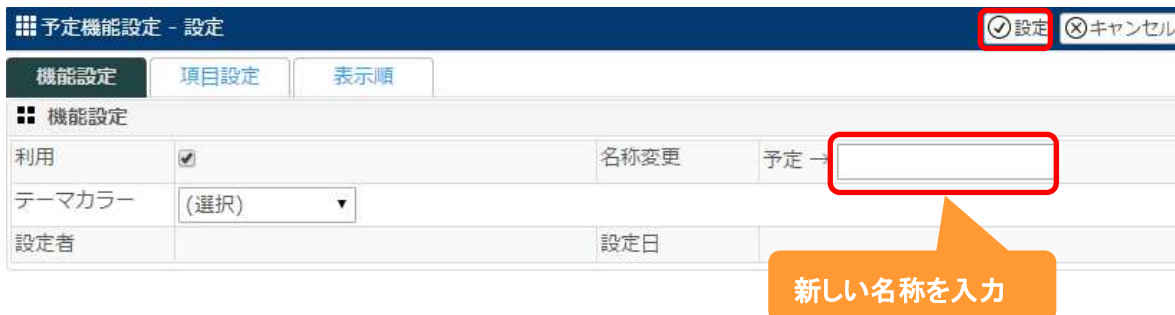 予定機能設定 - 設定 設定 キャンセル
機能設定 項目設定 表示順
機能設定
利用 名称変更 予定 →
テーマカラー (選択)
設定者 設定日
新しい名称を入力